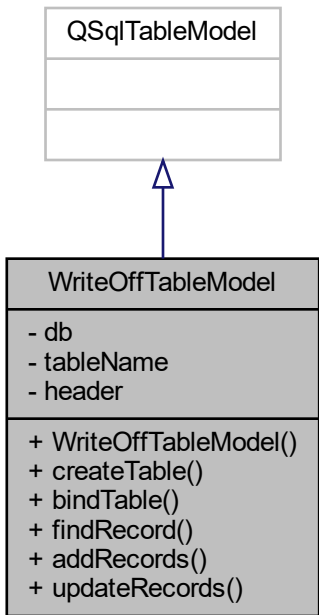 QSqlTableModel
WriteOffTableModel
- db
- tableName
- header
+ WriteOffTableModel()
+ createTable()
+ bindTable()
+ findRecord()
+ addRecords()
+ updateRecords()